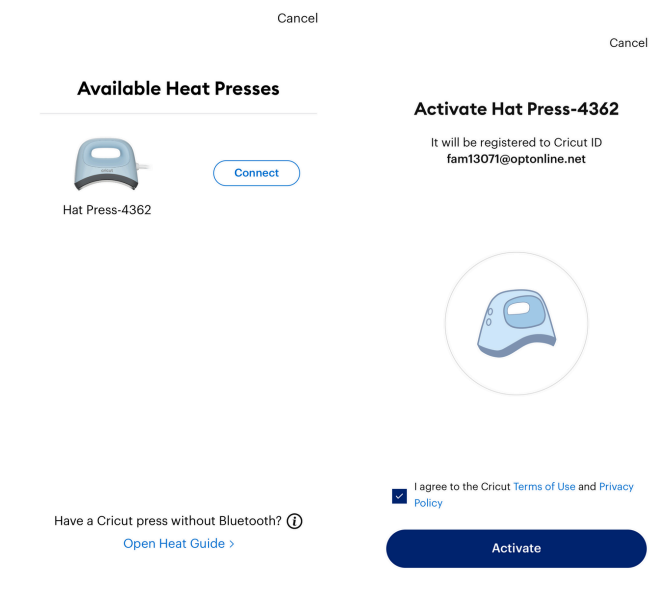 Cancel
Available Heat Presses
Connect
Hat Press-4362
Have a Cricut press without Bluetooth? i
Open Heat Guide >
Cancel
Activate Hat Press-4362
It will be registered to Cricut ID
fam13071@optonline.net
I agree to the Cricut Terms of Use and Privacy
Policy
Activate